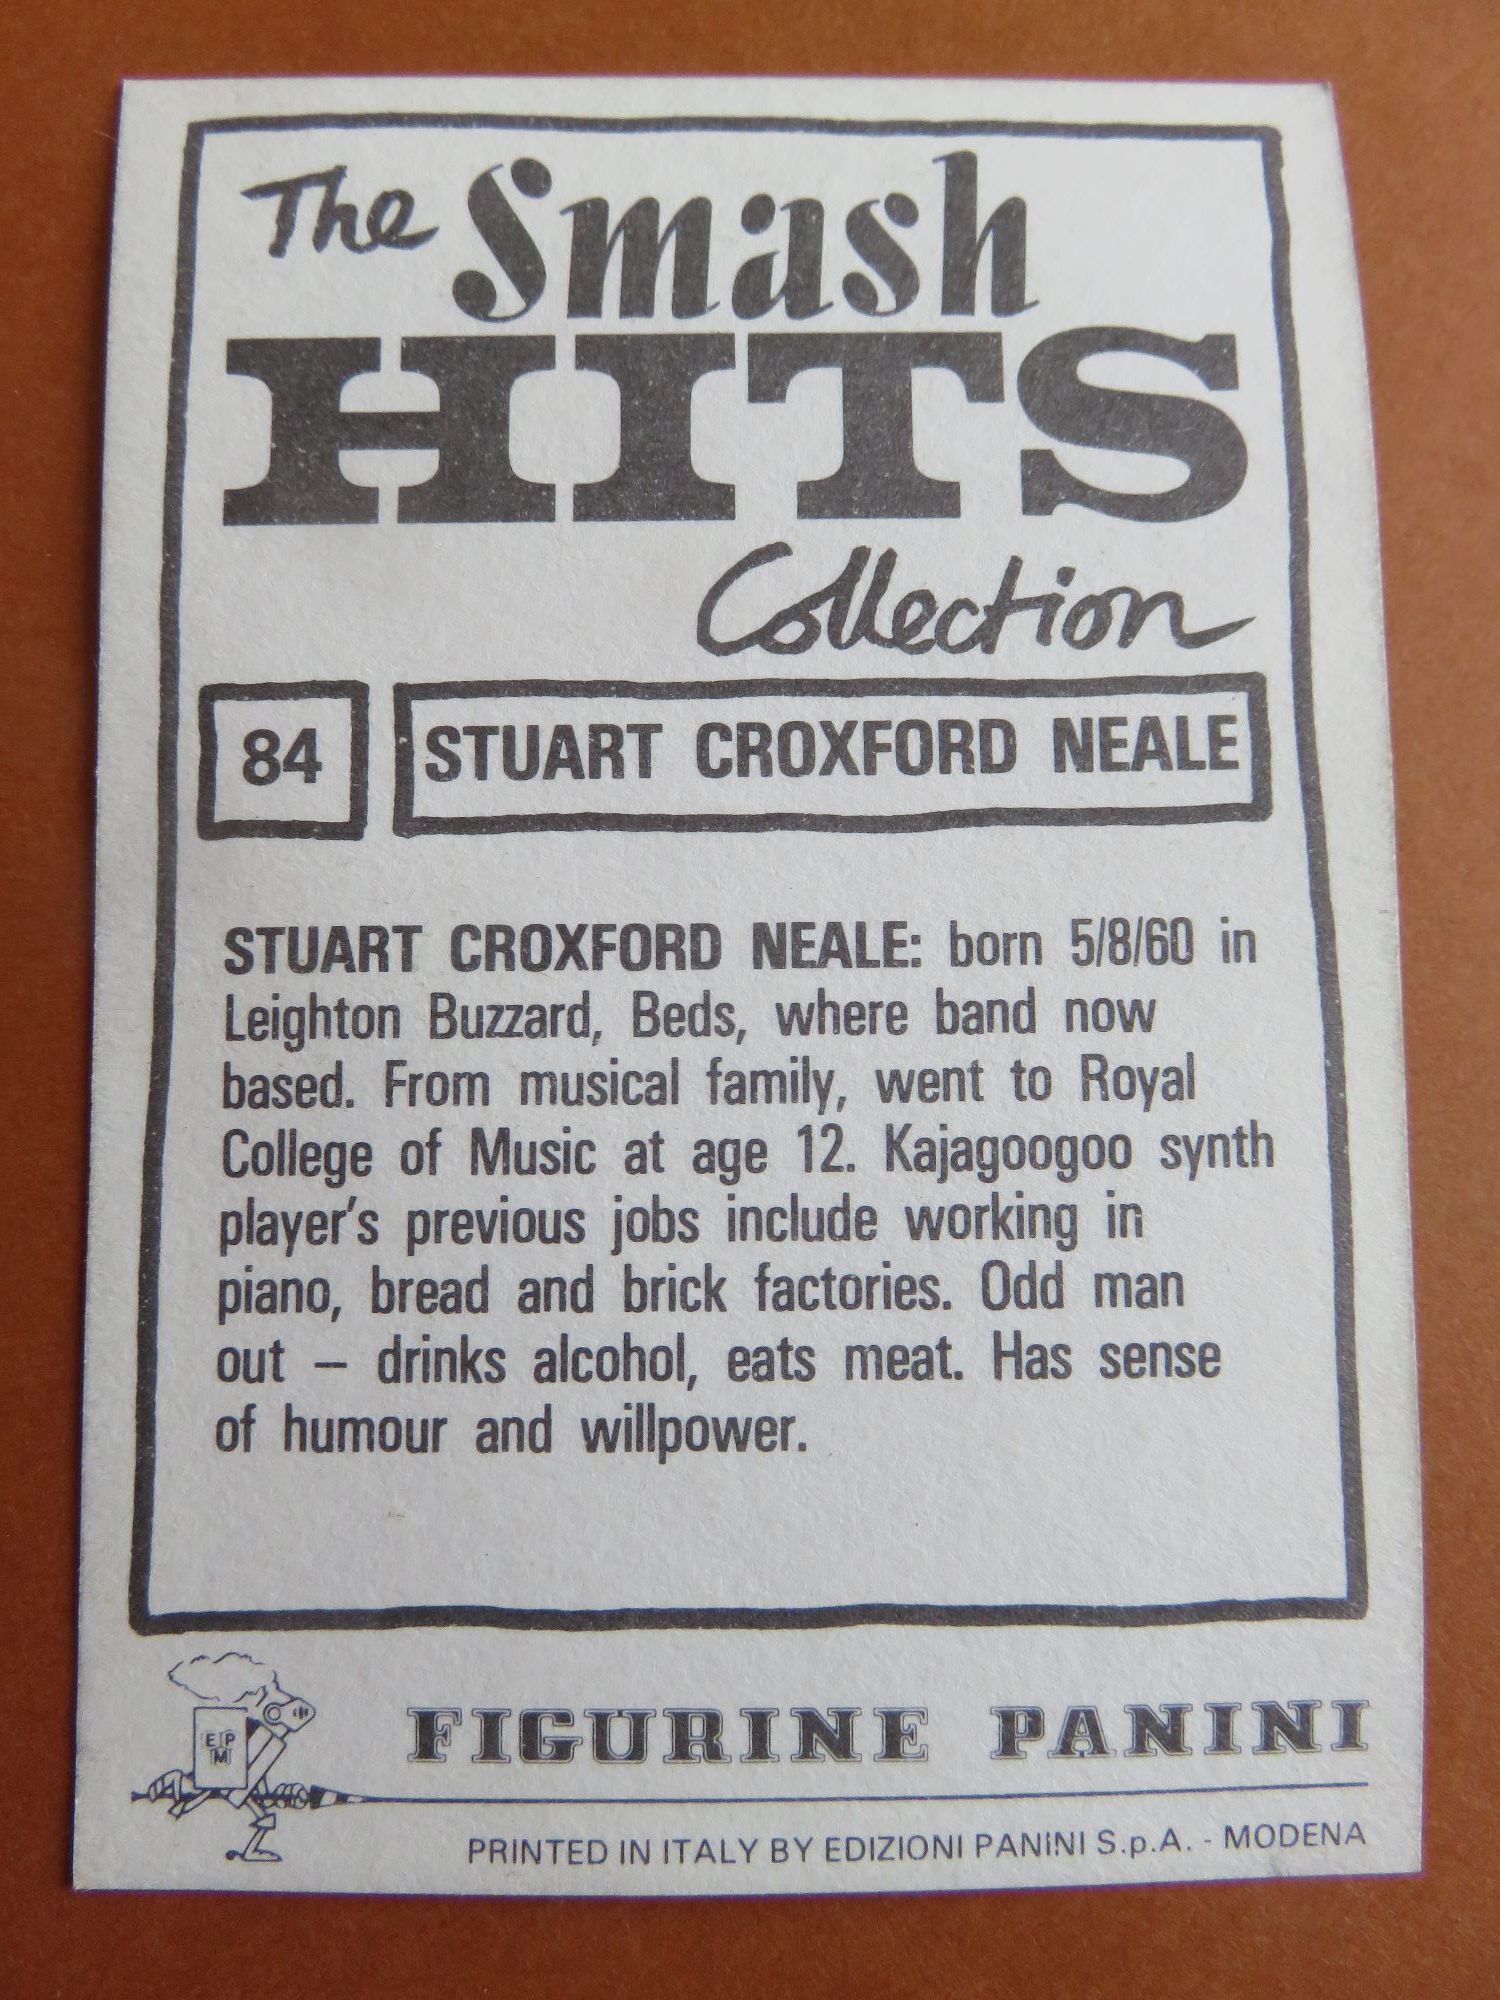 The Smash
HITS
Collection
84
STUART CROXFORD NEALE
STUART CROXFORD NEALE: born 5/8/60 in
Leighton Buzzard, Beds, where band now
based. From musical family, went to Royal
College of Music at age 12. Kajagoogoo synth
player's previous jobs include working in
piano, bread and brick factories. Odd man
out – drinks alcohol, eats meat. Has sense
of humour and willpower.
E P
M
FIGURINE PANINI
PRINTED IN ITALY BY EDIZIONI PANINI S.p.A. - MODENA